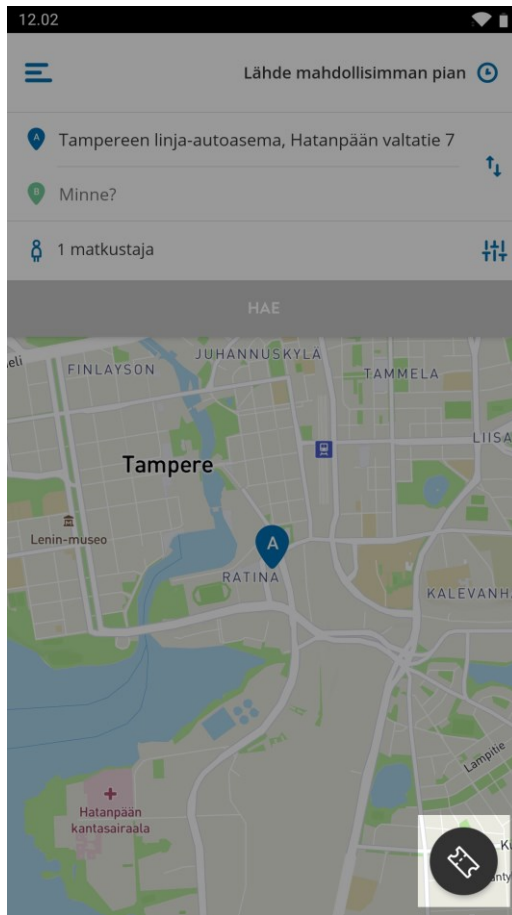 12.02
Lähde mahdollisimman pian
A
Tampereen linja-autoasema, Hatanpään valtatie 7
B
Minne?
1 matkustaja
HAE
JUHANNUSKYLÄ
FINLAYSON
TAMMELA
LIISA
Tampere
Lenin-museo
A
RATINA
KALEVANH
Lampitie
Hatanpään
kantasairaala